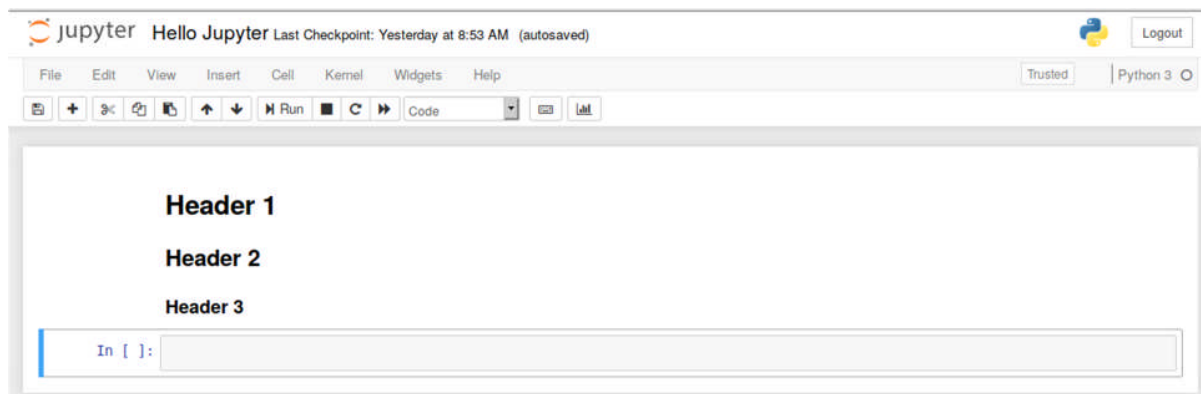 jupyter Hello Jupyter Last Checkpoint: Yesterday at 8:53 AM (autosaved) Logout
File Edit View Insert Cell Kernel Widgets Help Trusted Python 3
Run Code
Header 1
Header 2
Header 3
In [ ]: